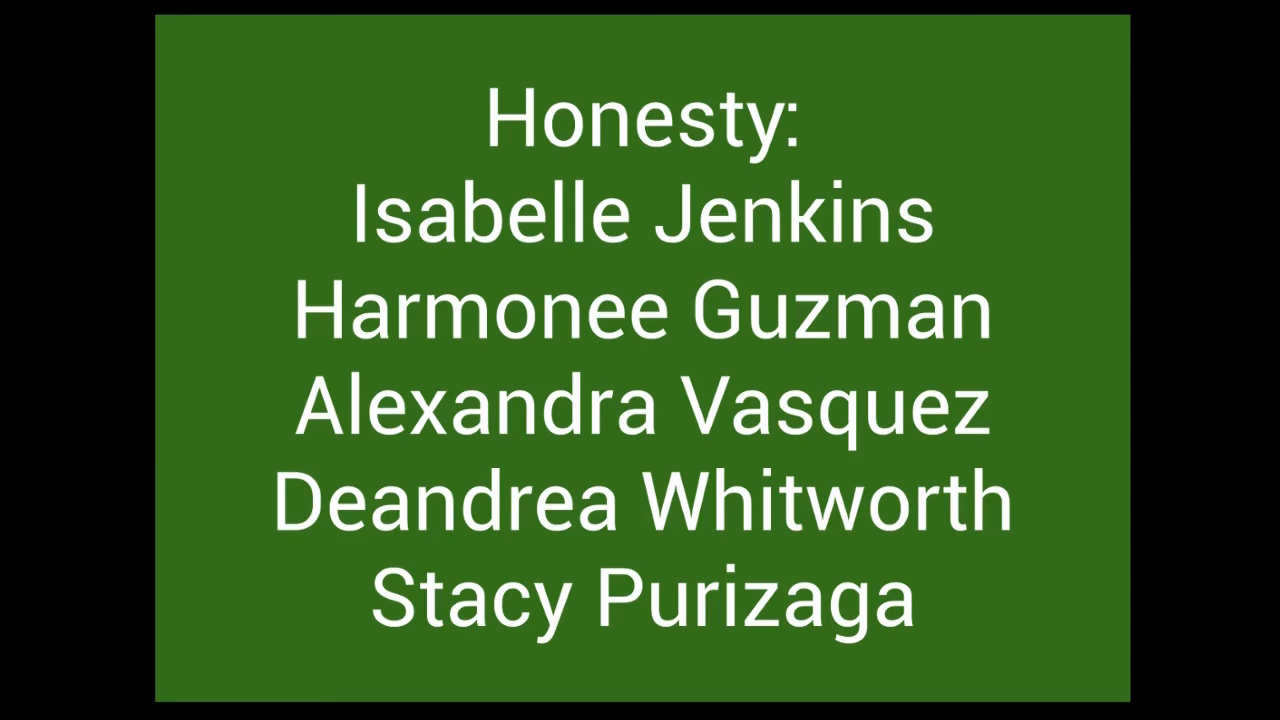 Honesty:
Isabelle Jenkins
Harmonee Guzman
Alexandra Vasquez
Deandrea Whitworth
Stacy Purizaga